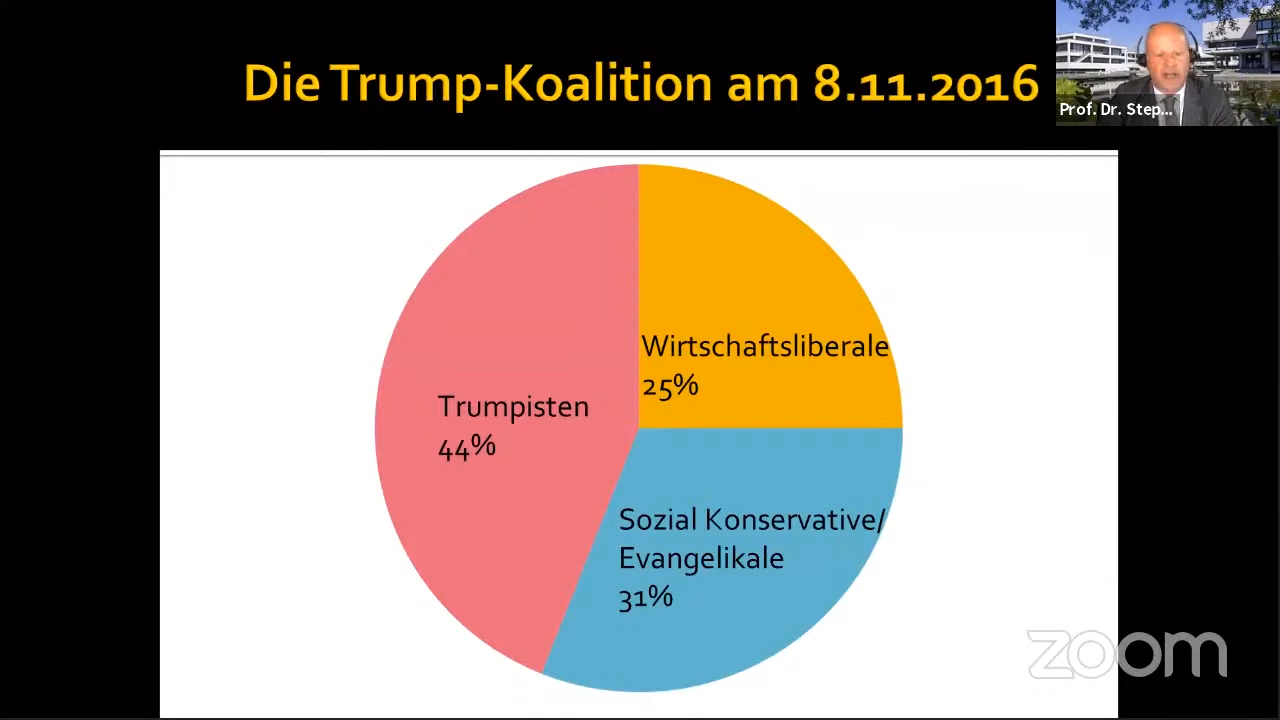 Die Trump-Koalition am 8.11.2016
Prof. Dr. Step...
Wirtschaftsliberale
25%
Trumpisten
44%
Sozial Konservative/
Evangelikale
31%
zoom